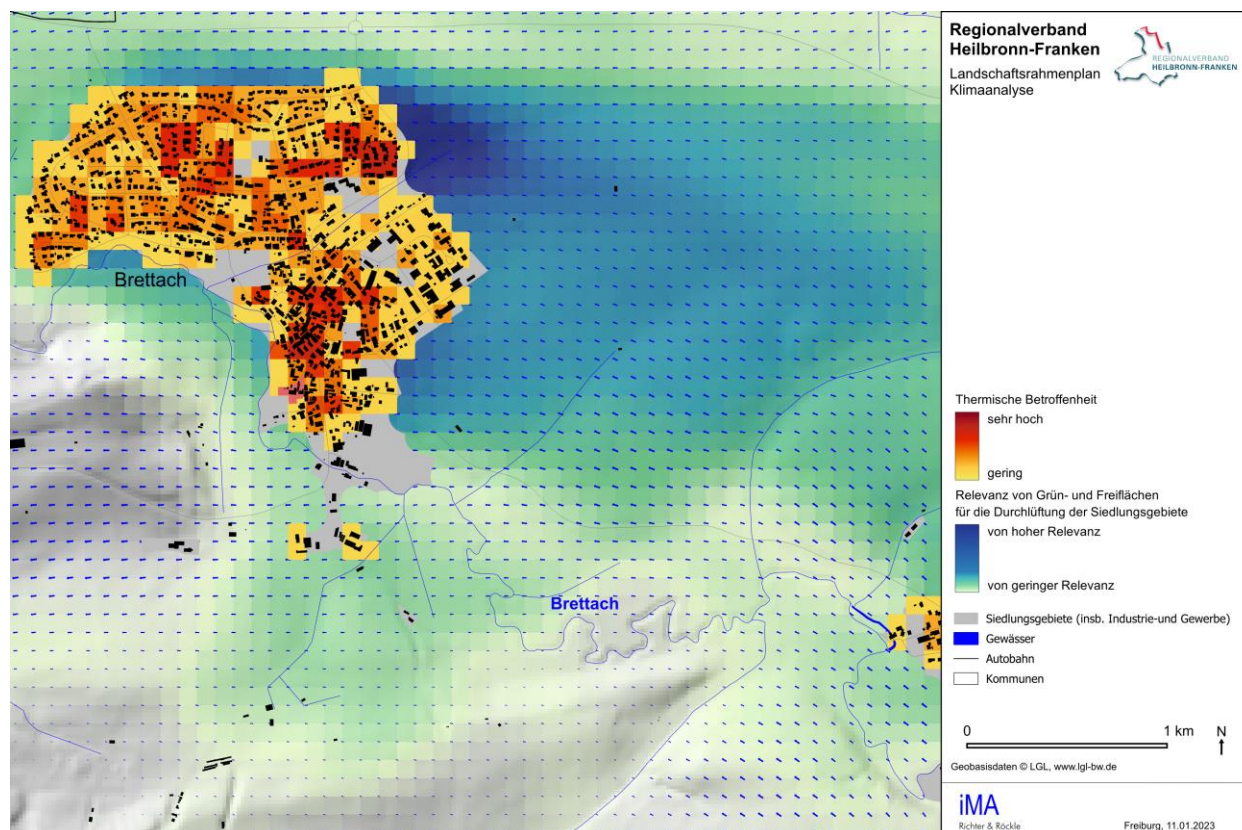 Regionalverband
Heilbronn-Franken
Landschaftsrahmenplan
Klimaanalyse
REGIONALVERBAND
HEILBRONN-FRANKEN
Brettach
Brettach
Thermische Betroffenheit
sehr hoch
gering
Relevanz von Grün- und Freiflächen
für die Durchlüftung der Siedlungsgebiete
von hoher Relevanz
von geringer Relevanz
Siedlungsgebiete (insb. Industrie-und Gewerbe)
Gewässer
Autobahn
Kommunen
0 1 km N
Geobasisdaten © LGL, www.lgl-bw.de
iMA
Richter & Röckle
Freiburg, 11.01.2023